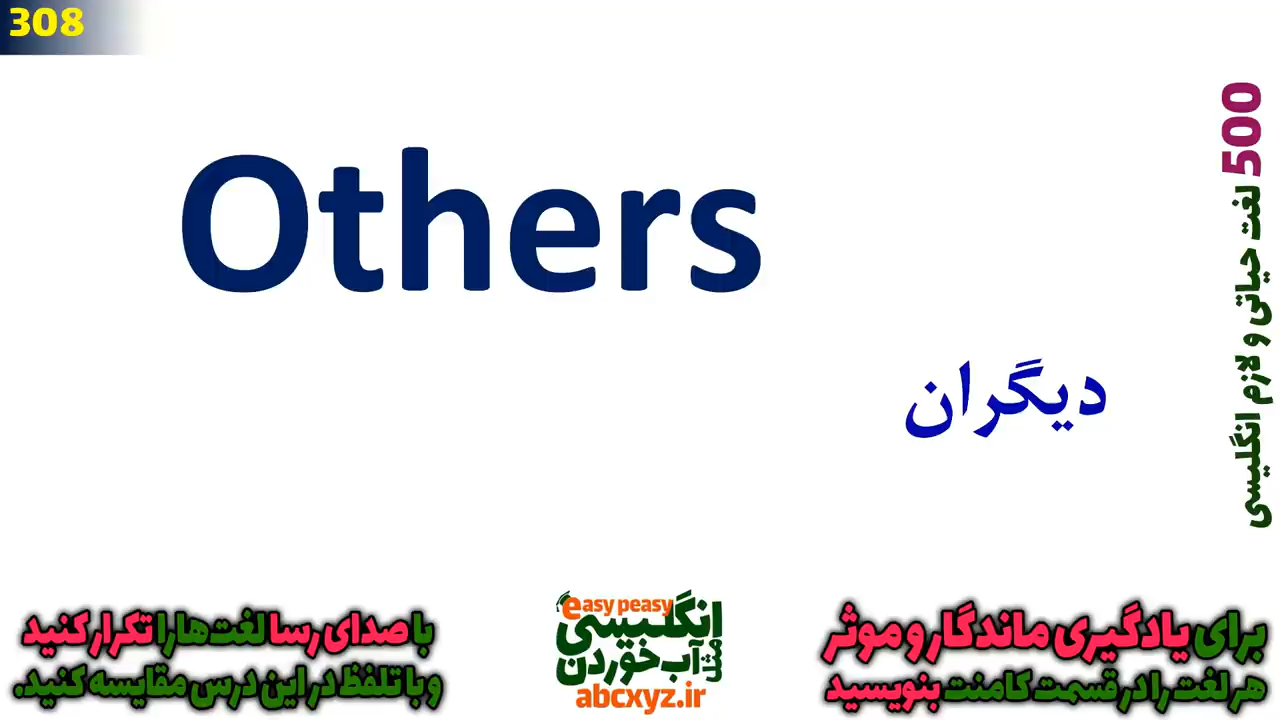 308
Others
دیگران
500 لغت حیاتی و لازم انگلیسی
برای یادگیری ماندگار و موثر
هر لغت را در قسمت کامنت بنویسید
easy peasy
انگلیسی
مثل آب خوردن
abcxyz.ir
با صدای رسا لغت‌ها را تکرار کنید
و با تلفظ در این درس مقایسه کنید.